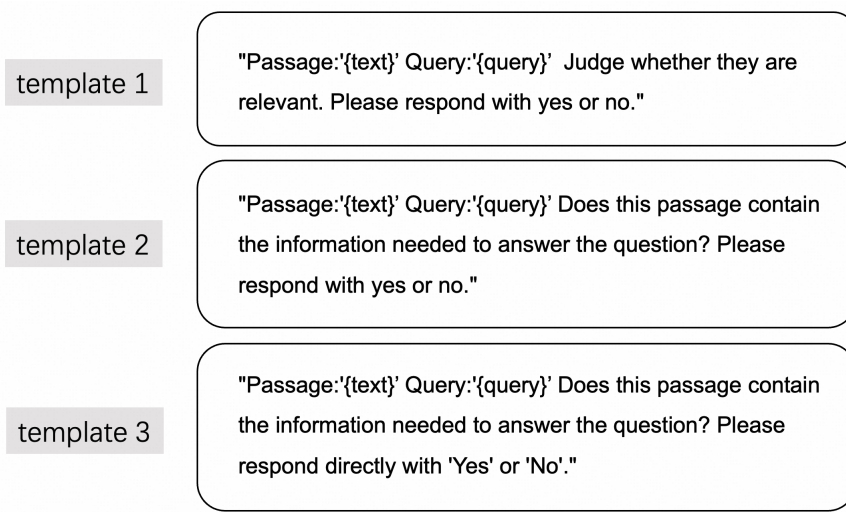 template 1
"Passage:'{text}’ Query:'{query}’  Judge whether they are
relevant. Please respond with yes or no."
template 2
"Passage:'{text}’ Query:'{query}’ Does this passage contain
the information needed to answer the question? Please
respond with yes or no."
template 3
"Passage:'{text}’ Query:'{query}’ Does this passage contain
the information needed to answer the question? Please
respond directly with 'Yes' or 'No'."